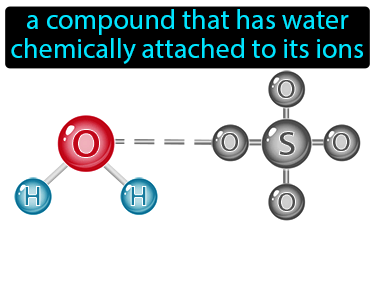 a compound that has water
chemically attached to its ions
O
O O S O
H H
O